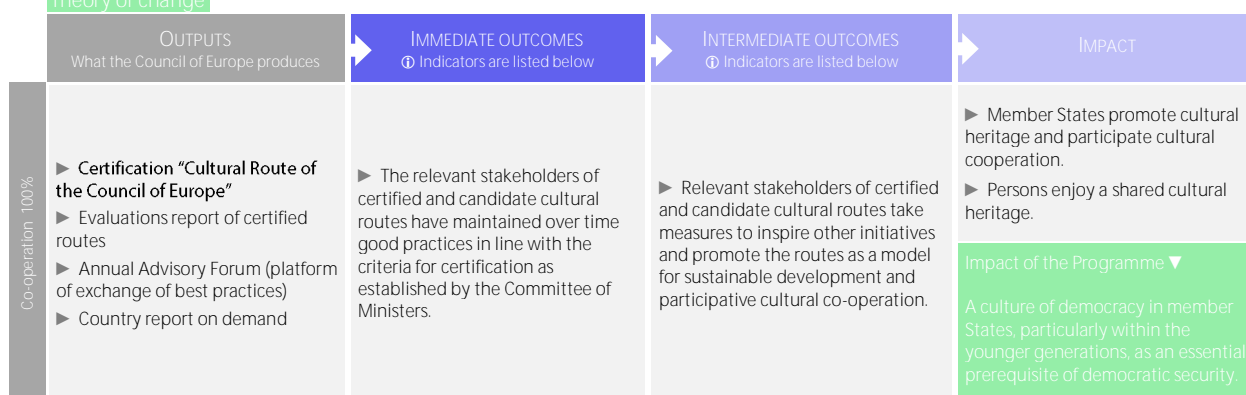 Theory of change
OUTPUTS
What the Council of Europe produces
IMMEDIATE OUTCOMES
🛈 Indicators are listed below
INTERMEDIATE OUTCOMES
🛈 Indicators are listed below
IMPACT
Co-operation 100%
► Certification “Cultural Route of
the Council of Europe”
► Evaluations report of certified
routes
► Annual Advisory Forum (platform
of exchange of best practices)
► Country report on demand
► The relevant stakeholders of
certified and candidate cultural
routes have maintained over time
good practices in line with the
criteria for certification as
established by the Committee of
Ministers.
► Relevant stakeholders of certified
and candidate cultural routes take
measures to inspire other initiatives
and promote the routes as a model
for sustainable development and
participative cultural co-operation.
► Member States promote cultural
heritage and participate cultural
cooperation.
► Persons enjoy a shared cultural
heritage.
Impact of the Programme ▼
A culture of democracy in member
States, particularly within the
younger generations, as an essential
prerequisite of democratic security.